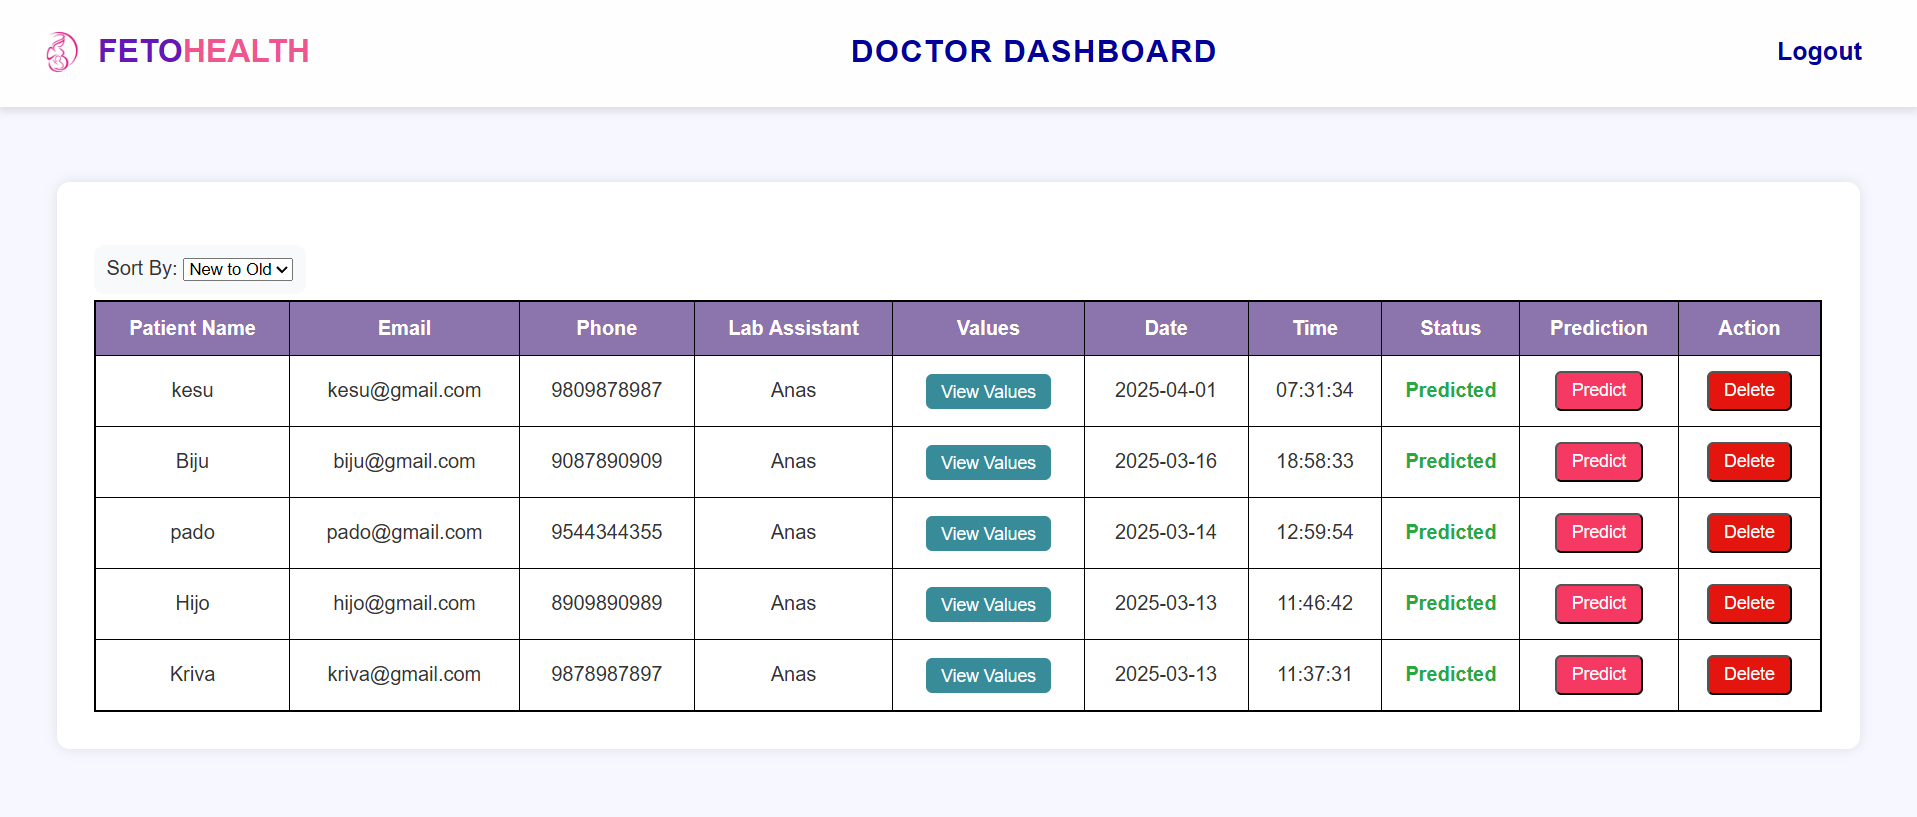 FETOHEALTH DOCTOR DASHBOARD Logout
Sort By: New to Old
Patient Name Email Phone Lab Assistant Values Date Time Status Prediction Action
kesu kesu@gmail.com 9809878987 Anas View Values 2025-04-01 07:31:34 Predicted Predict Delete
Biju biju@gmail.com 9087890909 Anas View Values 2025-03-16 18:58:33 Predicted Predict Delete
pado pado@gmail.com 9544344355 Anas View Values 2025-03-14 12:59:54 Predicted Predict Delete
Hijo hijo@gmail.com 8909890989 Anas View Values 2025-03-13 11:46:42 Predicted Predict Delete
Kriva kriva@gmail.com 9878987897 Anas View Values 2025-03-13 11:37:31 Predicted Predict Delete